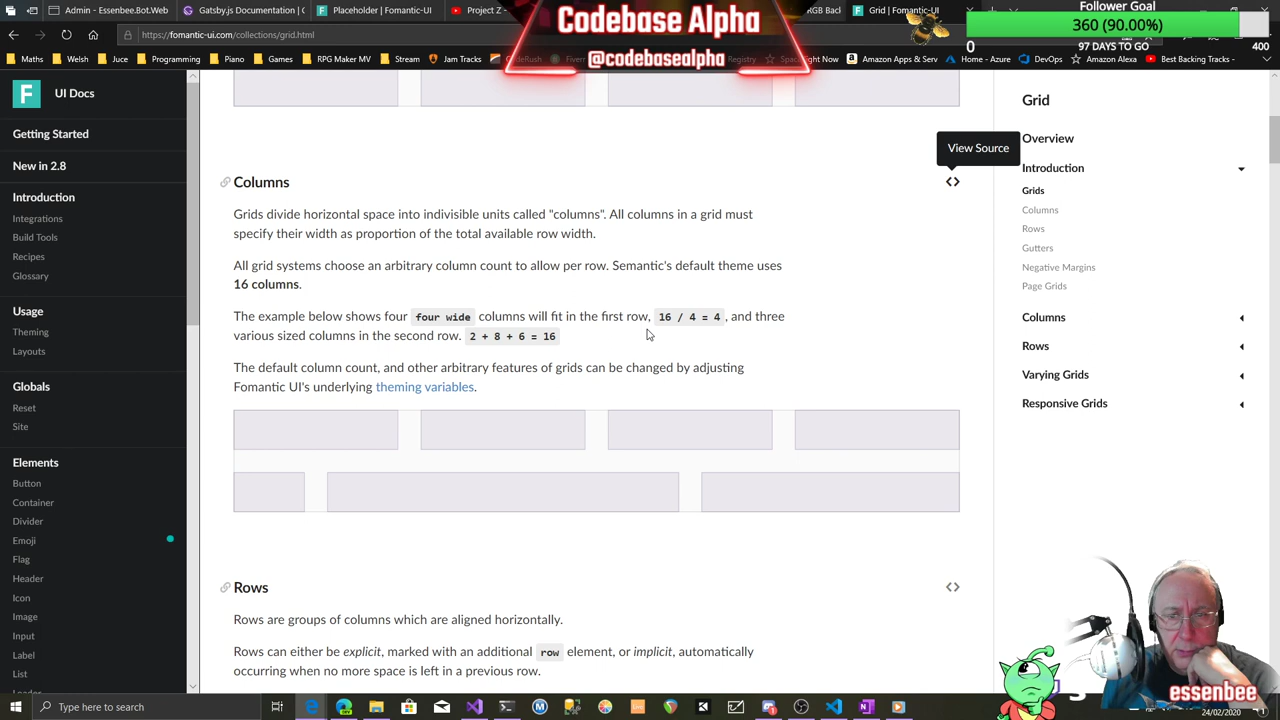 Admin - Essenbee.Bot.Web
Gatsby.js Documentation
Placeholder | Fomantic-UI
Project Z -
RGB Bacl
Grid | Fomantic-UI
Codebase Alpha
@codebasealpha
Follower Goal
360 (90.00%)
0
97 DAYS TO GO
400
https://fomantic-ui.com/collections/grid.html
Maths
Welsh
Juce
Programming
Piano
Games
RPG Maker MV
Stream
Jam Tracks
Amazon Apps & Serv
Home - Azure
DevOps
Amazon Alexa
Best Backing Tracks -
F
UI Docs
Getting Started
New in 2.8
Introduction
Integrations
Build Tools
Recipes
Glossary
Usage
Theming
Layouts
Globals
Reset
Site
Elements
Button
Container
Divider
Emoji
Flag
Header
Icon
Image
Input
Label
List
View Source
Columns
Grids divide horizontal space into indivisible units called "columns". All columns in a grid must
specify their width as proportion of the total available row width.
All grid systems choose an arbitrary column count to allow per row. Semantic's default theme uses
16 columns.
The example below shows four four wide columns will fit in the first row, 16 / 4 = 4, and three
various sized columns in the second row. 2 + 8 + 6 = 16
The default column count, and other arbitrary features of grids can be changed by adjusting
Fomantic UI's underlying theming variables.
Rows
Rows are groups of columns which are aligned horizontally.
Rows can either be explicit, marked with an additional row element, or implicit, automatically
occurring when no more space is left in a previous row.
Grid
Overview
Introduction
Grids
Columns
Rows
Gutters
Negative Margins
Page Grids
Columns
Rows
Varying Grids
Responsive Grids
essenbee
Type here to search
24/02/2020